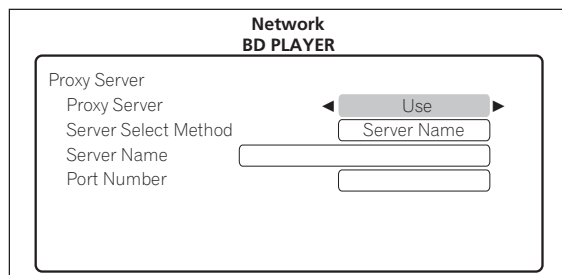 Network
BD PLAYER
Proxy Server
Proxy Server ◄ Use ►
Server Select Method Server Name
Server Name
Port Number